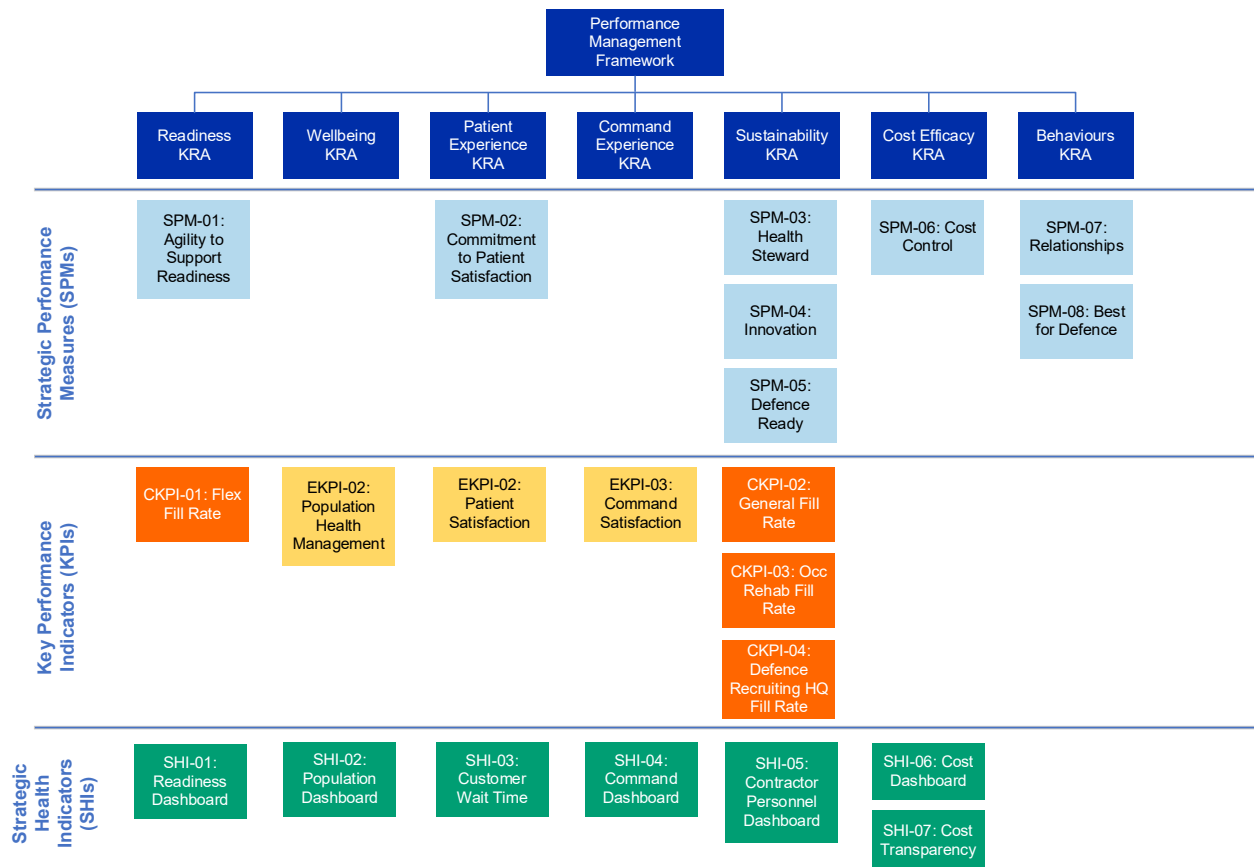 Performance
Management
Framework
Readiness
KRA
Wellbeing
KRA
Patient
Experience
KRA
Command
Experience
KRA
Sustainability
KRA
Cost Efficacy
KRA
Behaviours
KRA
Strategic Perfomance
Measures (SPMs)
SPM-01:
Agility to
Support
Readiness
SPM-02:
Commitment
to Patient
Satisfaction
SPM-03:
Health
Steward
SPM-06: Cost
Control
SPM-07:
Relationships
SPM-04:
Innovation
SPM-08: Best
for Defence
SPM-05:
Defence
Ready
Key Performance
Indicators (KPIs)
CKPI-01: Flex
Fill Rate
EKPI-02:
Population
Health
Management
EKPI-02:
Patient
Satisfaction
EKPI-03:
Command
Satisfaction
CKPI-02:
General Fill
Rate
CKPI-03: Occ
Rehab Fill
Rate
CKPI-04:
Defence
Recruiting HQ
Fill Rate
Strategic
Health
Indicators
(SHIs)
SHI-01:
Readiness
Dashboard
SHI-02:
Population
Dashboard
SHI-03:
Customer
Wait Time
SHI-04:
Command
Dashboard
SHI-05:
Contractor
Personnel
Dashboard
SHI-06: Cost
Dashboard
SHI-07: Cost
Transparency